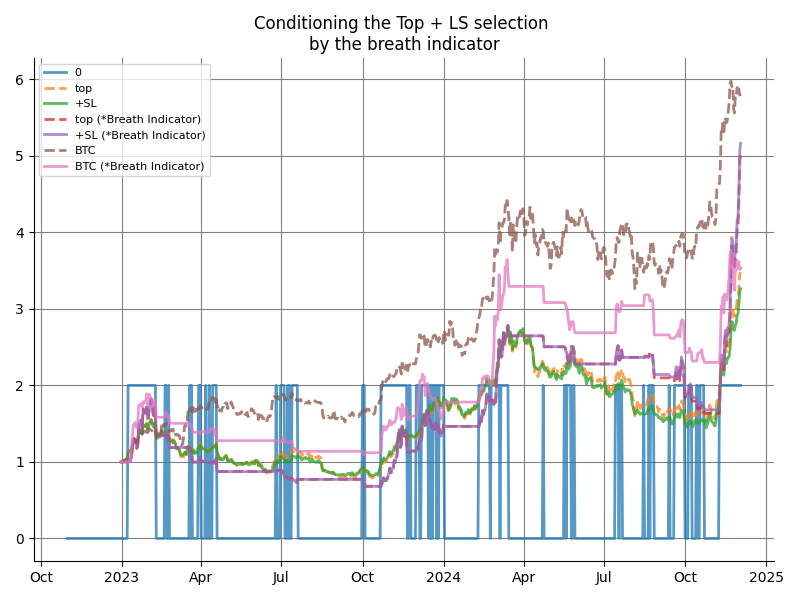 Conditioning the Top + LS selection
by the breath indicator
0
top
+SL
top (*Breath Indicator)
+SL (*Breath Indicator)
BTC
BTC (*Breath Indicator)
6
5
4
3
2
1
0
Oct 2023 Apr Jul Oct 2024 Apr Jul Oct 2025